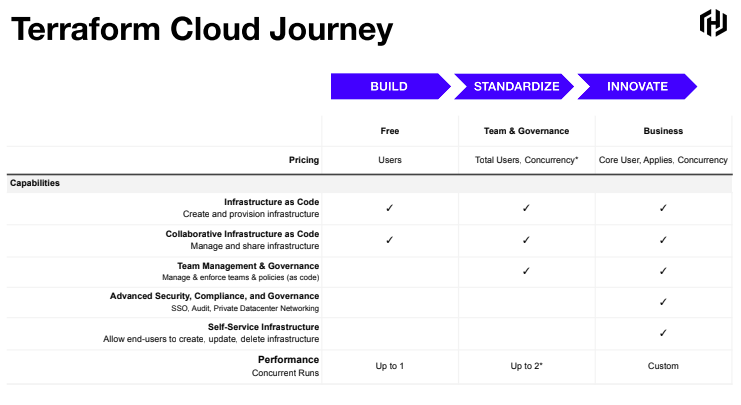 Terraform Cloud Journey
BUILD STANDARDIZE INNOVATE
Free Team & Governance Business
Pricing Users Total Users, Concurrency* Core User, Applies, Concurrency
Capabilities
Infrastructure as Code
Create and provision infrastructure
✓ ✓ ✓
Collaborative Infrastructure as Code
Manage and share infrastructure
✓ ✓ ✓
Team Management & Governance
Manage & enforce teams & policies (as code)
✓ ✓
Advanced Security, Compliance, and Governance
SSO, Audit, Private Datacenter Networking
✓
Self-Service Infrastructure
Allow end-users to create, update, delete infrastructure
✓
Performance
Concurrent Runs
Up to 1 Up to 2* Custom